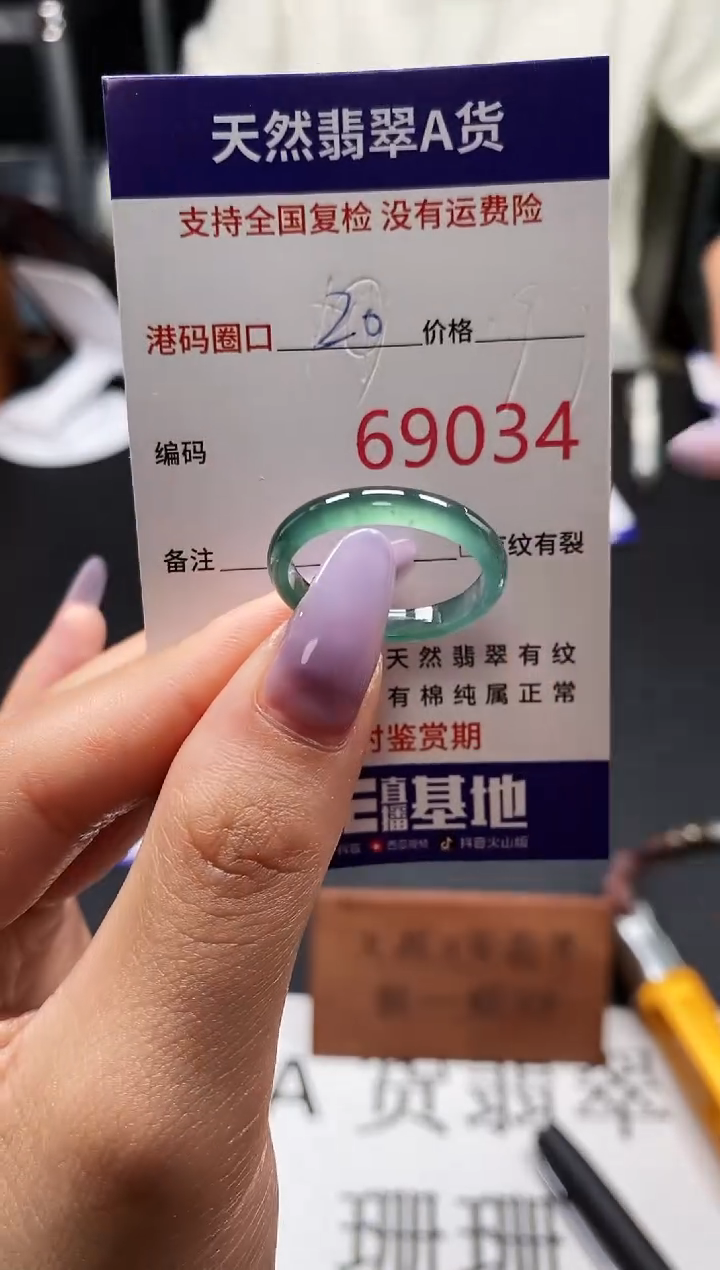 天然翡翠A货
支持全国复检 没有运费险
港码圈口 20 价格
编码 69034
备注 纹有裂
天然翡翠有纹
有棉纯属正常
时鉴赏期
直播基地
抖音 西瓜视频 抖音火山版
A 货翡翠
珊珊